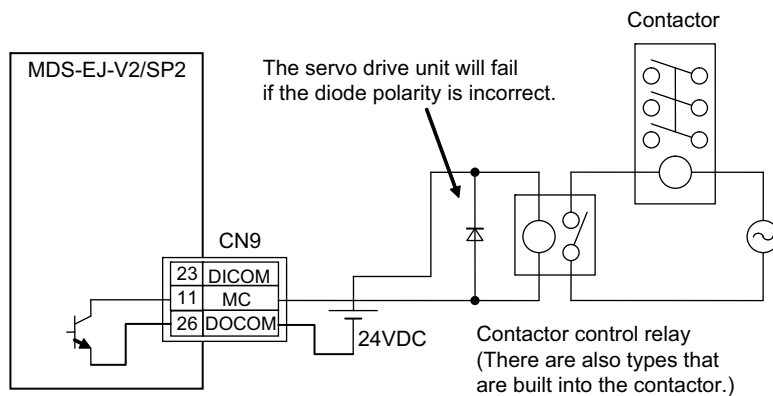 Contactor
MDS-EJ-V2/SP2
The servo drive unit will fail
if the diode polarity is incorrect.
CN9
23 DICOM
11 MC
26 DOCOM
24VDC
Contactor control relay
(There are also types that
are built into the contactor.)